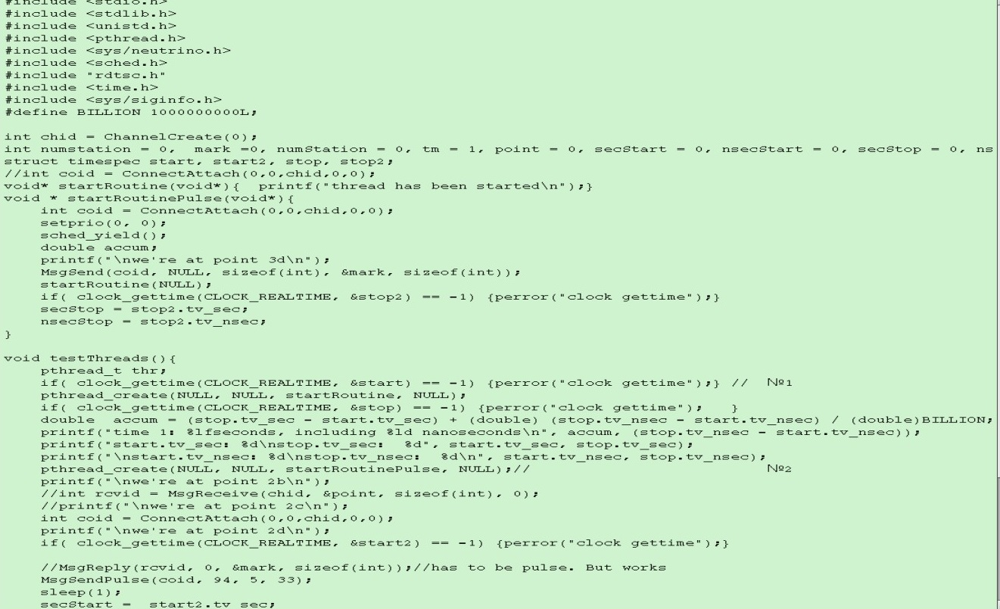 #include <stdio.h>
#include <stdlib.h>
#include <unistd.h>
#include <pthread.h>
#include <sys/neutrino.h>
#include <sched.h>
#include "rdtsc.h"
#include <time.h>
#include <sys/siginfo.h>
#define BILLION 1000000000L;

int chid = ChannelCreate(0);
int numstation = 0,  mark =0, numStation = 0, tm = 1, point = 0, secStart = 0, nsecStart = 0, secStop = 0, ns
struct timespec start, start2, stop, stop2;
//int coid = ConnectAttach(0,0,chid,0,0);
void* startRoutine(void*){  printf("thread has been started\n");}
void * startRoutinePulse(void*){
    int coid = ConnectAttach(0,0,chid,0,0);
    setprio(0, 0);
    sched_yield();
    double accum;
    printf("\nwe're at point 3d\n");
    MsgSend(coid, NULL, sizeof(int), &mark, sizeof(int));
    startRoutine(NULL);
    if( clock_gettime(CLOCK_REALTIME, &stop2) == -1) {perror("clock gettime");}
    secStop = stop2.tv_sec;
    nsecStop = stop2.tv_nsec;
}

void testThreads(){
    pthread_t thr;
    if( clock_gettime(CLOCK_REALTIME, &start) == -1) {perror("clock gettime");} //  №1
    pthread_create(NULL, NULL, startRoutine, NULL);
    if( clock_gettime(CLOCK_REALTIME, &stop) == -1) {perror("clock gettime");   }
    double  accum = (stop.tv_sec - start.tv_sec) + (double) (stop.tv_nsec - start.tv_nsec) / (double)BILLION;
    printf("time 1: %lfseconds, including %ld nanoseconds\n", accum, (stop.tv_nsec - start.tv_nsec));
    printf("start.tv_sec: %d\nstop.tv_sec:  %d", start.tv_sec, stop.tv_sec);
    printf("\nstart.tv_nsec: %d\nstop.tv_nsec:  %d\n", start.tv_nsec, stop.tv_nsec);
    pthread_create(NULL, NULL, startRoutinePulse, NULL);//                          №2
    printf("\nwe're at point 2b\n");
    //int rcvid = MsgReceive(chid, &point, sizeof(int), 0);
    //printf("\nwe're at point 2c\n");
    int coid = ConnectAttach(0,0,chid,0,0);
    printf("\nwe're at point 2d\n");
    if( clock_gettime(CLOCK_REALTIME, &start2) == -1) {perror("clock gettime");}

    //MsgReply(rcvid, 0, &mark, sizeof(int));//has to be pulse. But works
    MsgSendPulse(coid, 94, 5, 33);
    sleep(1);
    secStart =  start2.tv_sec;